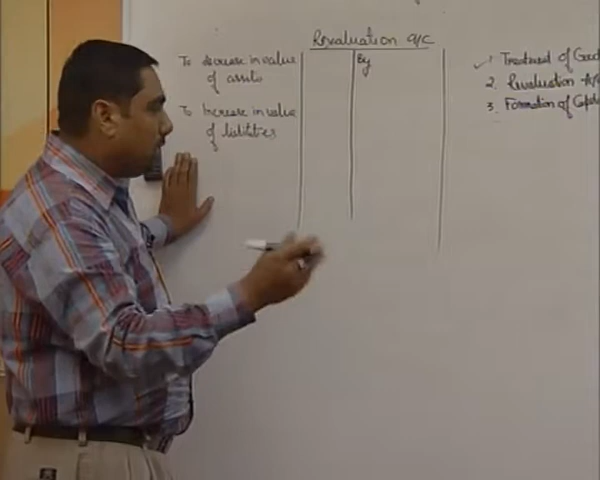 Revaluation a/c
To decrease in value
of assets
By
To Increase in value
of liabilities
✓ 1 Treatment of
2. Revaluation A/c
3. Formation of